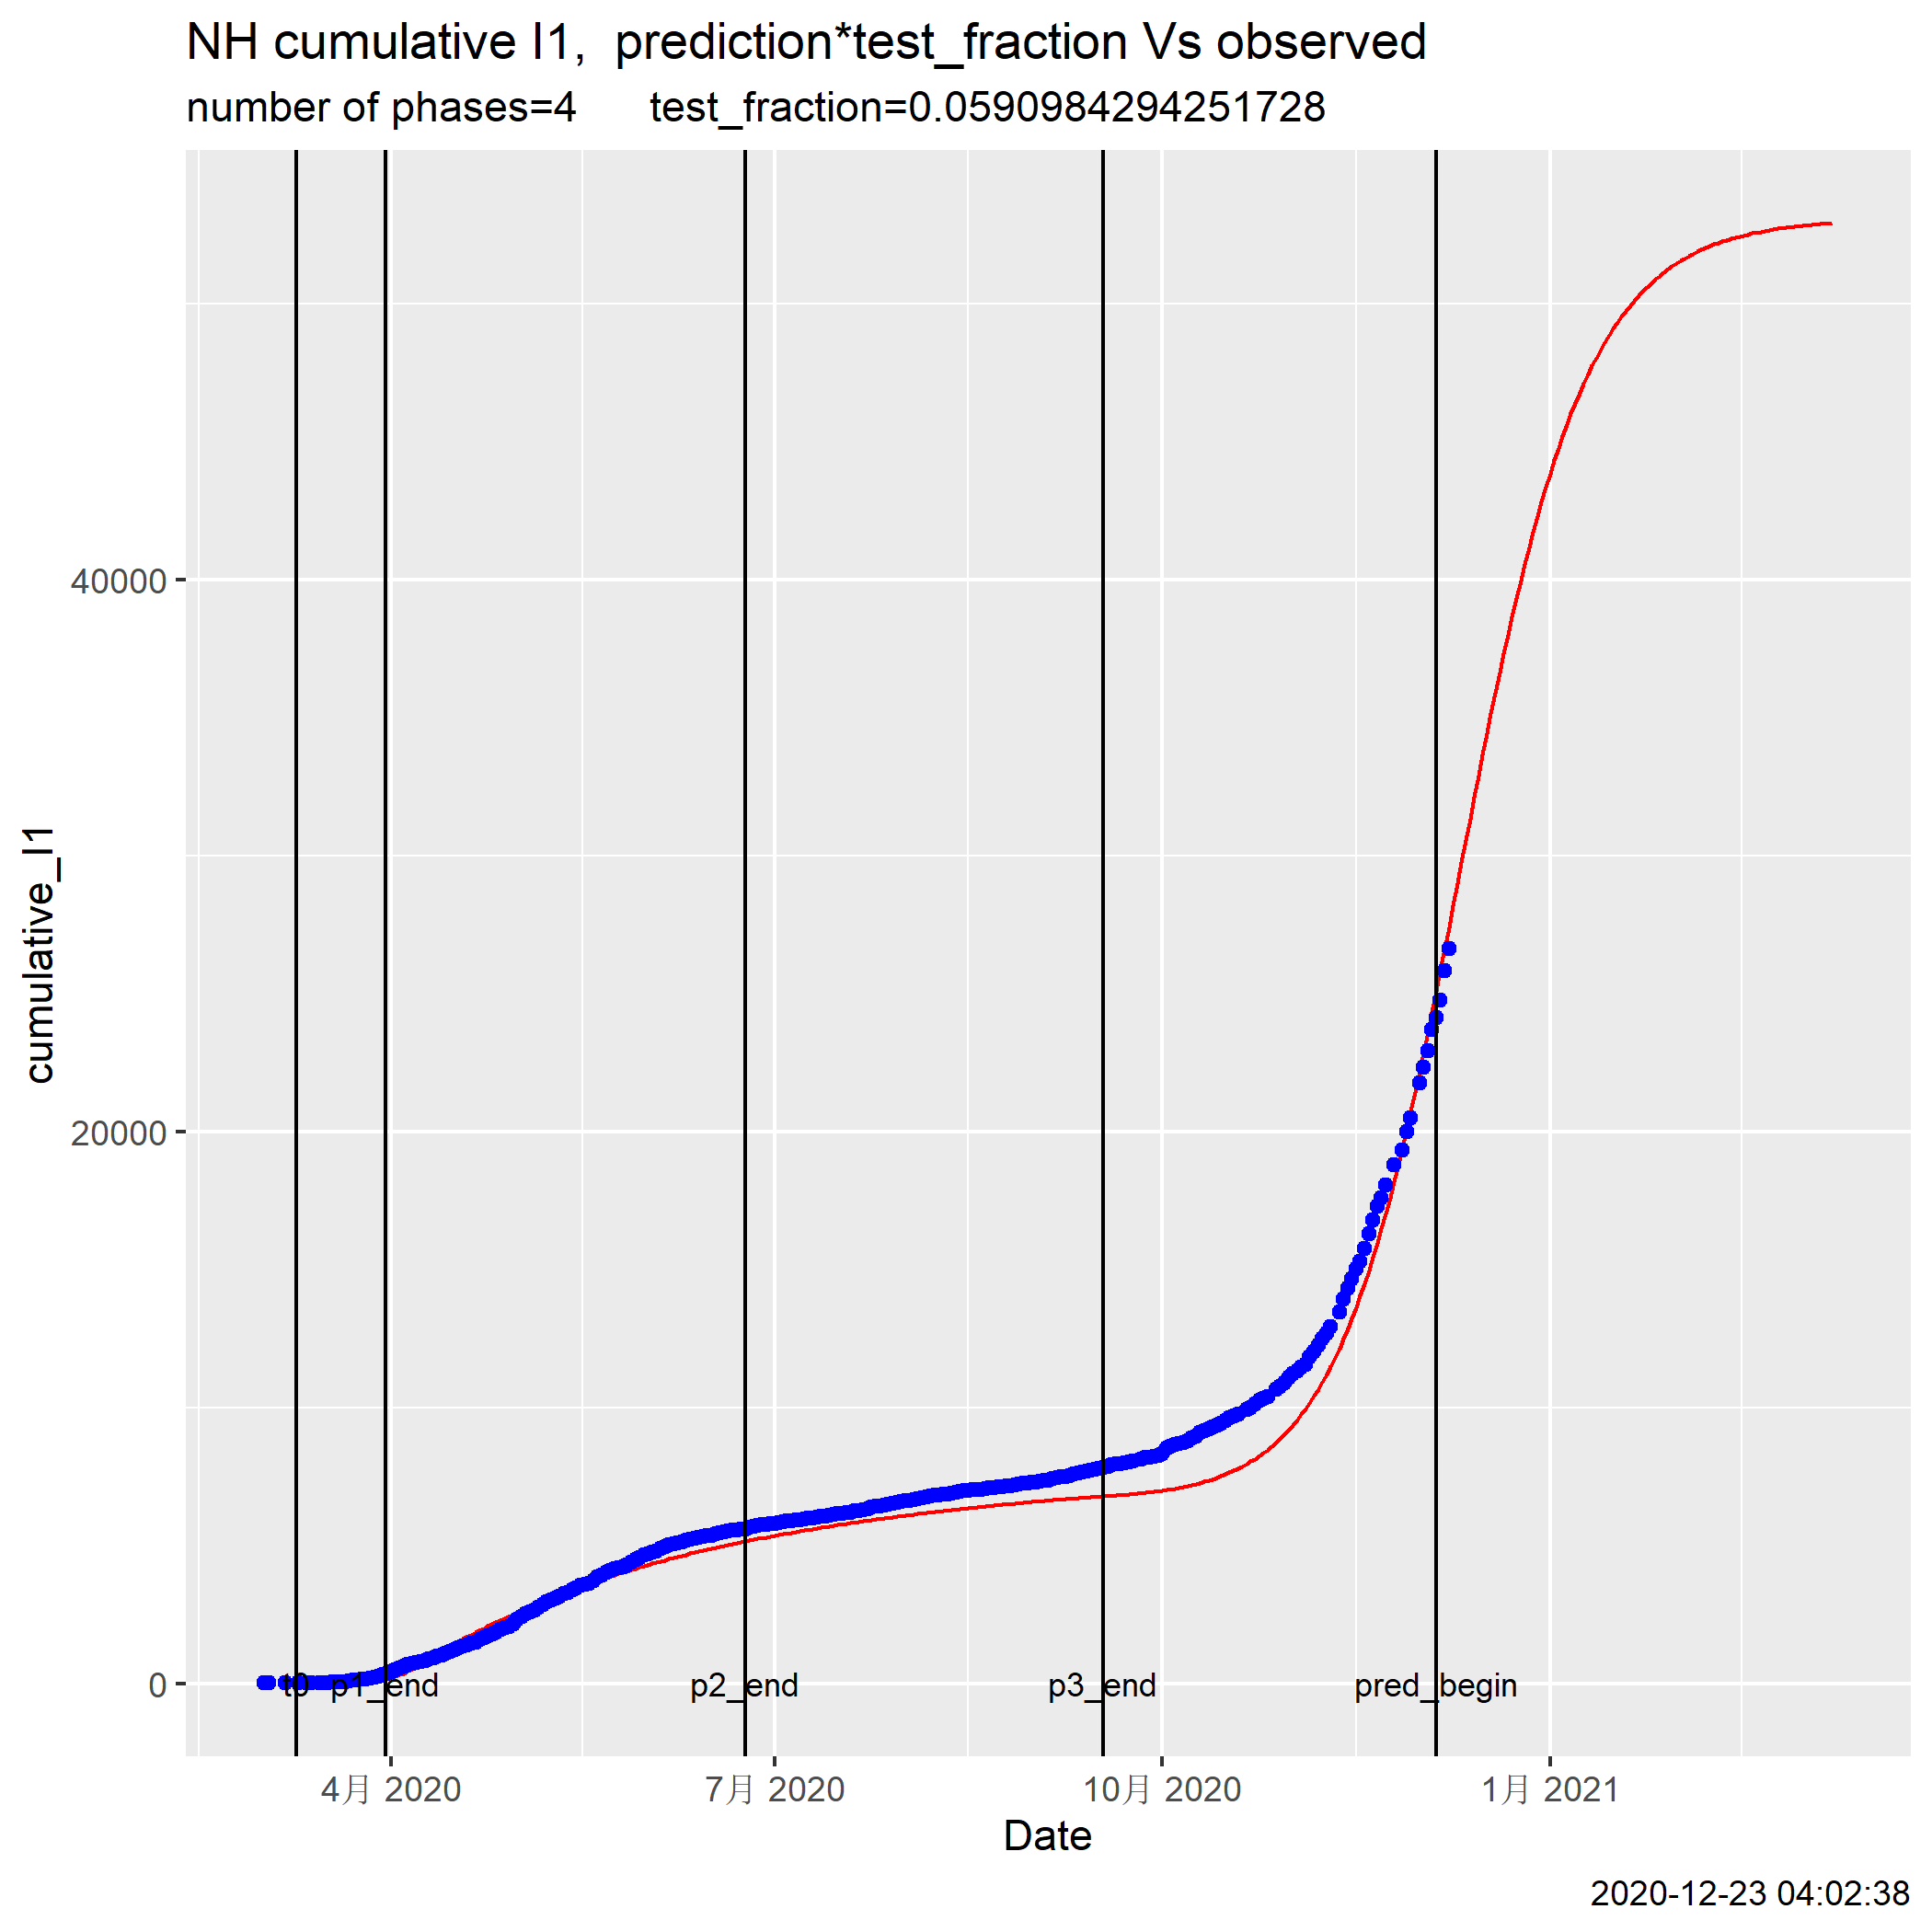 NH cumulative I1,  prediction*test_fraction Vs observed
number of phases=4      test_fraction=0.0590984294251728
cumulative_I1
40000
20000
0
t0 p1_end p2_end p3_end pred_begin
4月 2020 7月 2020 10月 2020 1月 2021
Date
2020-12-23 04:02:38